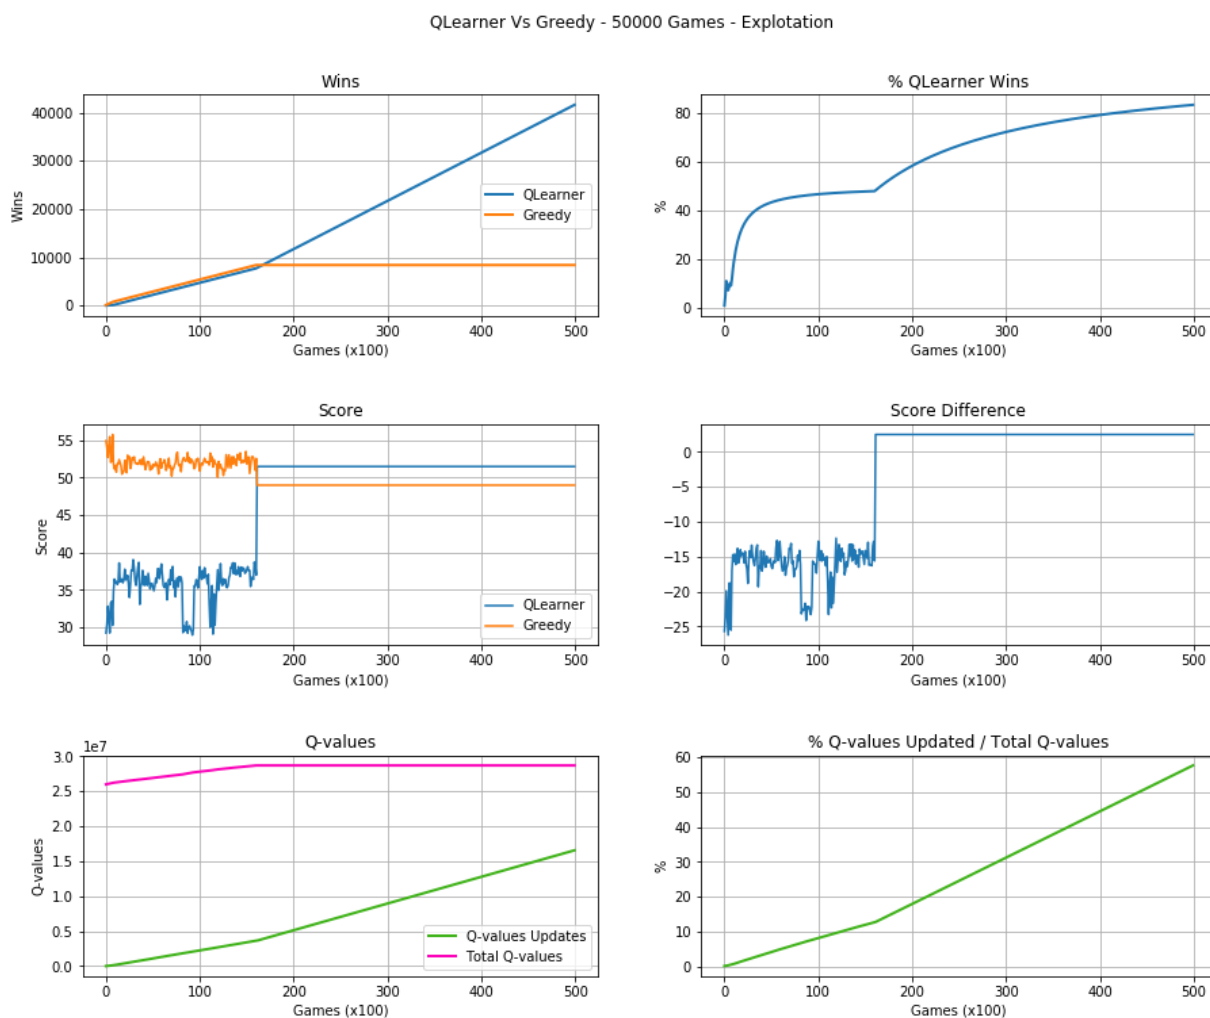 QLearner Vs Greedy - 50000 Games - Explotation
Wins
40000
30000
20000
10000
0
Wins
QLearner
Greedy
0 100 200 300 400 500
Games (x100)
% QLearner Wins
80
60
40
20
0
%
0 100 200 300 400 500
Games (x100)
Score
55
50
45
40
35
30
Score
QLearner
Greedy
0 100 200 300 400 500
Games (x100)
Score Difference
0
−5
−10
−15
−20
−25
0 100 200 300 400 500
Games (x100)
Q-values
1e7
3.0
2.5
2.0
1.5
1.0
0.5
0.0
Q-values
Q-values Updates
Total Q-values
0 100 200 300 400 500
Games (x100)
% Q-values Updated / Total Q-values
60
50
40
30
20
10
0
%
0 100 200 300 400 500
Games (x100)